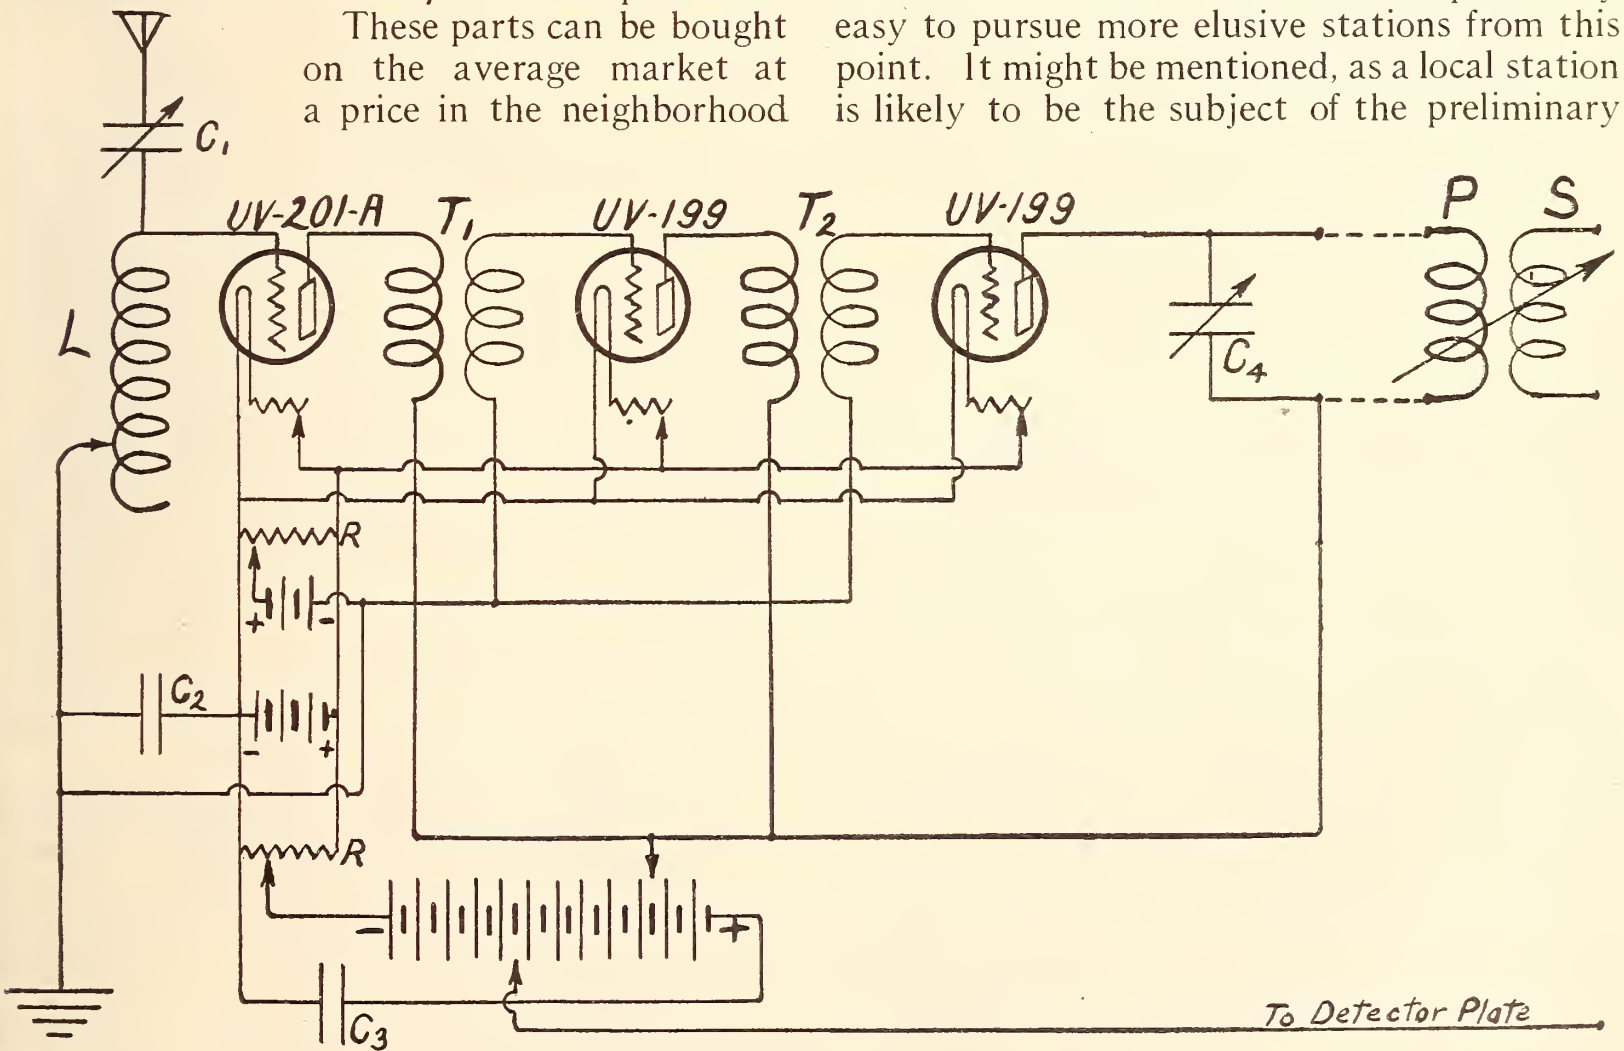 These parts can be bought
on the average market at
a price in the neighborhood
easy to pursue more elusive stations from this
point. It might be mentioned, as a local station
is likely to be the subject of the preliminary
C1
UV-201-A
T1
UV-199
T2
UV-199
P
S
L
C4
R
+
-
C2
-
+
R
-
+
C3
To Detector Plate